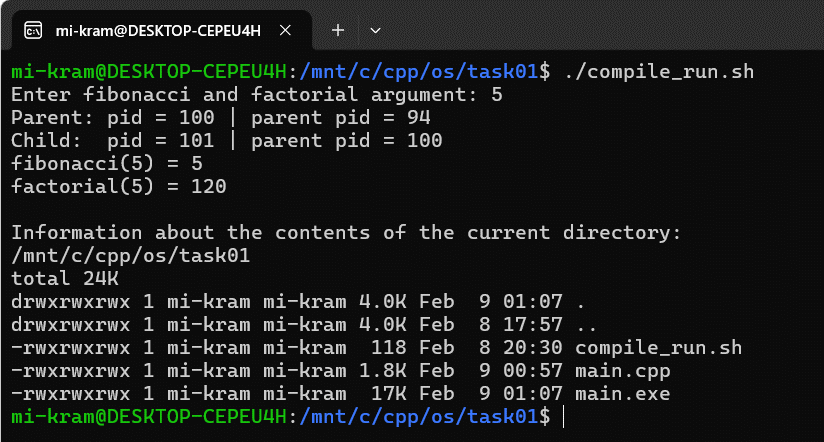 mi-kram@DESKTOP-CEPEU4H
mi-kram@DESKTOP-CEPEU4H:/mnt/c/cpp/os/task01$ ./compile_run.sh
Enter fibonacci and factorial argument: 5
Parent: pid = 100 | parent pid = 94
Child:  pid = 101 | parent pid = 100
fibonacci(5) = 5
factorial(5) = 120
Information about the contents of the current directory:
/mnt/c/cpp/os/task01
total 24K
drwxrwxrwx 1 mi-kram mi-kram 4.0K Feb  9 01:07 .
drwxrwxrwx 1 mi-kram mi-kram 4.0K Feb  8 17:57 ..
-rwxrwxrwx 1 mi-kram mi-kram  118 Feb  8 20:30 compile_run.sh
-rwxrwxrwx 1 mi-kram mi-kram 1.8K Feb  9 00:57 main.cpp
-rwxrwxrwx 1 mi-kram mi-kram  17K Feb  9 01:07 main.exe
mi-kram@DESKTOP-CEPEU4H:/mnt/c/cpp/os/task01$